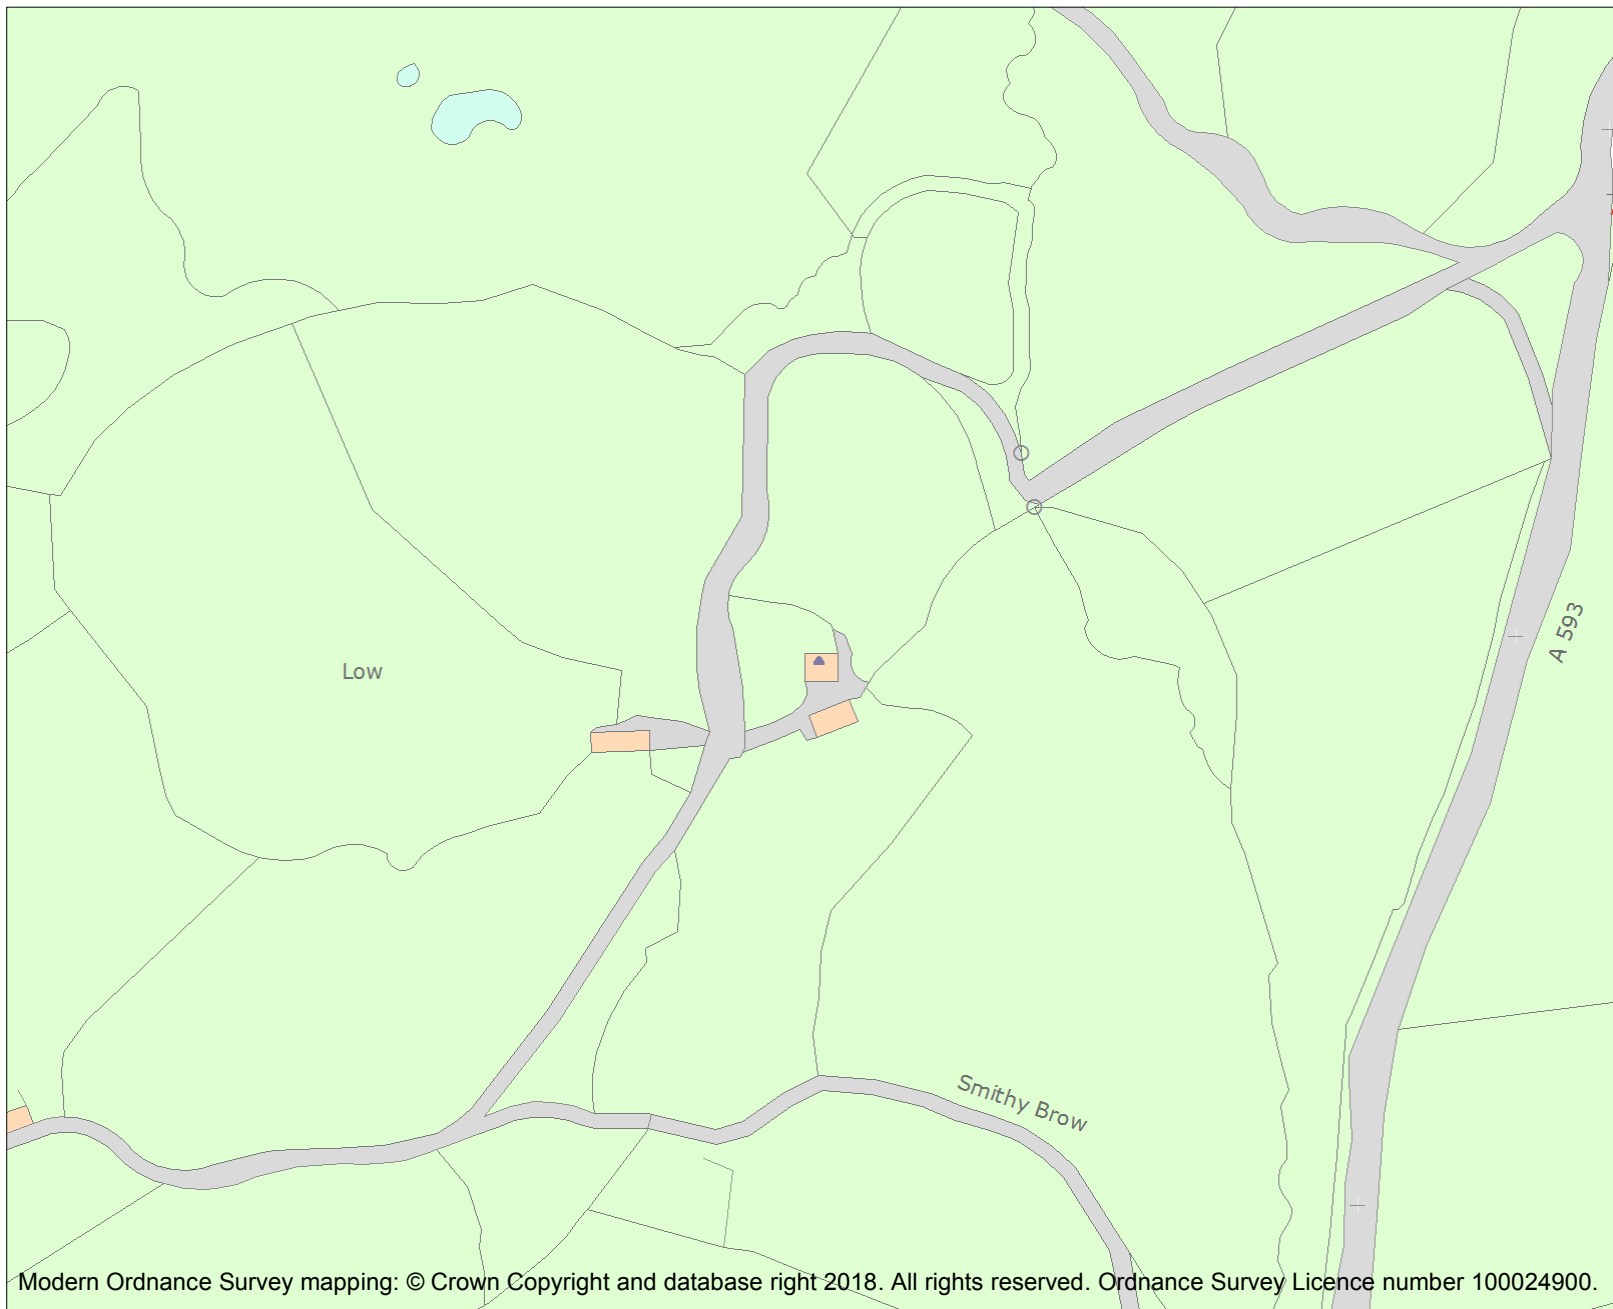 A 593
Low
Smithy Brow
Modern Ordnance Survey mapping: © Crown Copyright and database right 2018. All rights reserved. Ordnance Survey Licence number 100024900.